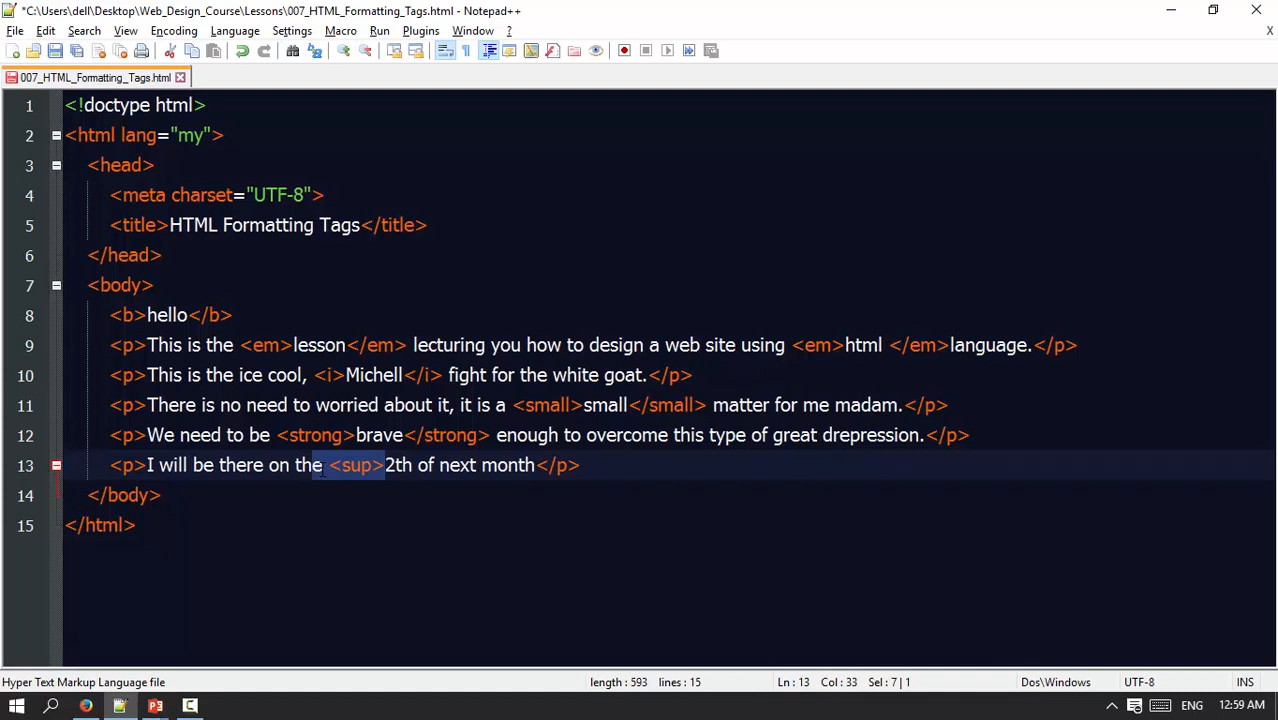 *C:\Users\dell\Desktop\Web_Design_Course\Lessons\007_HTML_Formatting_Tags.html - Notepad++
File Edit Search View Encoding Language Settings Macro Run Plugins Window ? X
007_HTML_Formatting_Tags.html
1 <!doctype html>
2 <html lang="my">
3 <head>
4 <meta charset="UTF-8">
5 <title>HTML Formatting Tags</title>
6 </head>
7 <body>
8 <b>hello</b>
9 <p>This is the <em>lesson</em> lecturing you how to design a web site using <em>html </em>language.</p>
10 <p>This is the ice cool, <i>Michell</i> fight for the white goat.</p>
11 <p>There is no need to worried about it, it is a <small>small</small> matter for me madam.</p>
12 <p>We need to be <strong>brave</strong> enough to overcome this type of great drepression.</p>
13 <p>I will be there on the <sup>2th of next month</p>
14 </body>
15 </html>
Hyper Text Markup Language file length : 593 lines : 15 Ln : 13 Col : 33 Sel : 7 | 1 Dos\Windows UTF-8 INS
ENG 12:59 AM